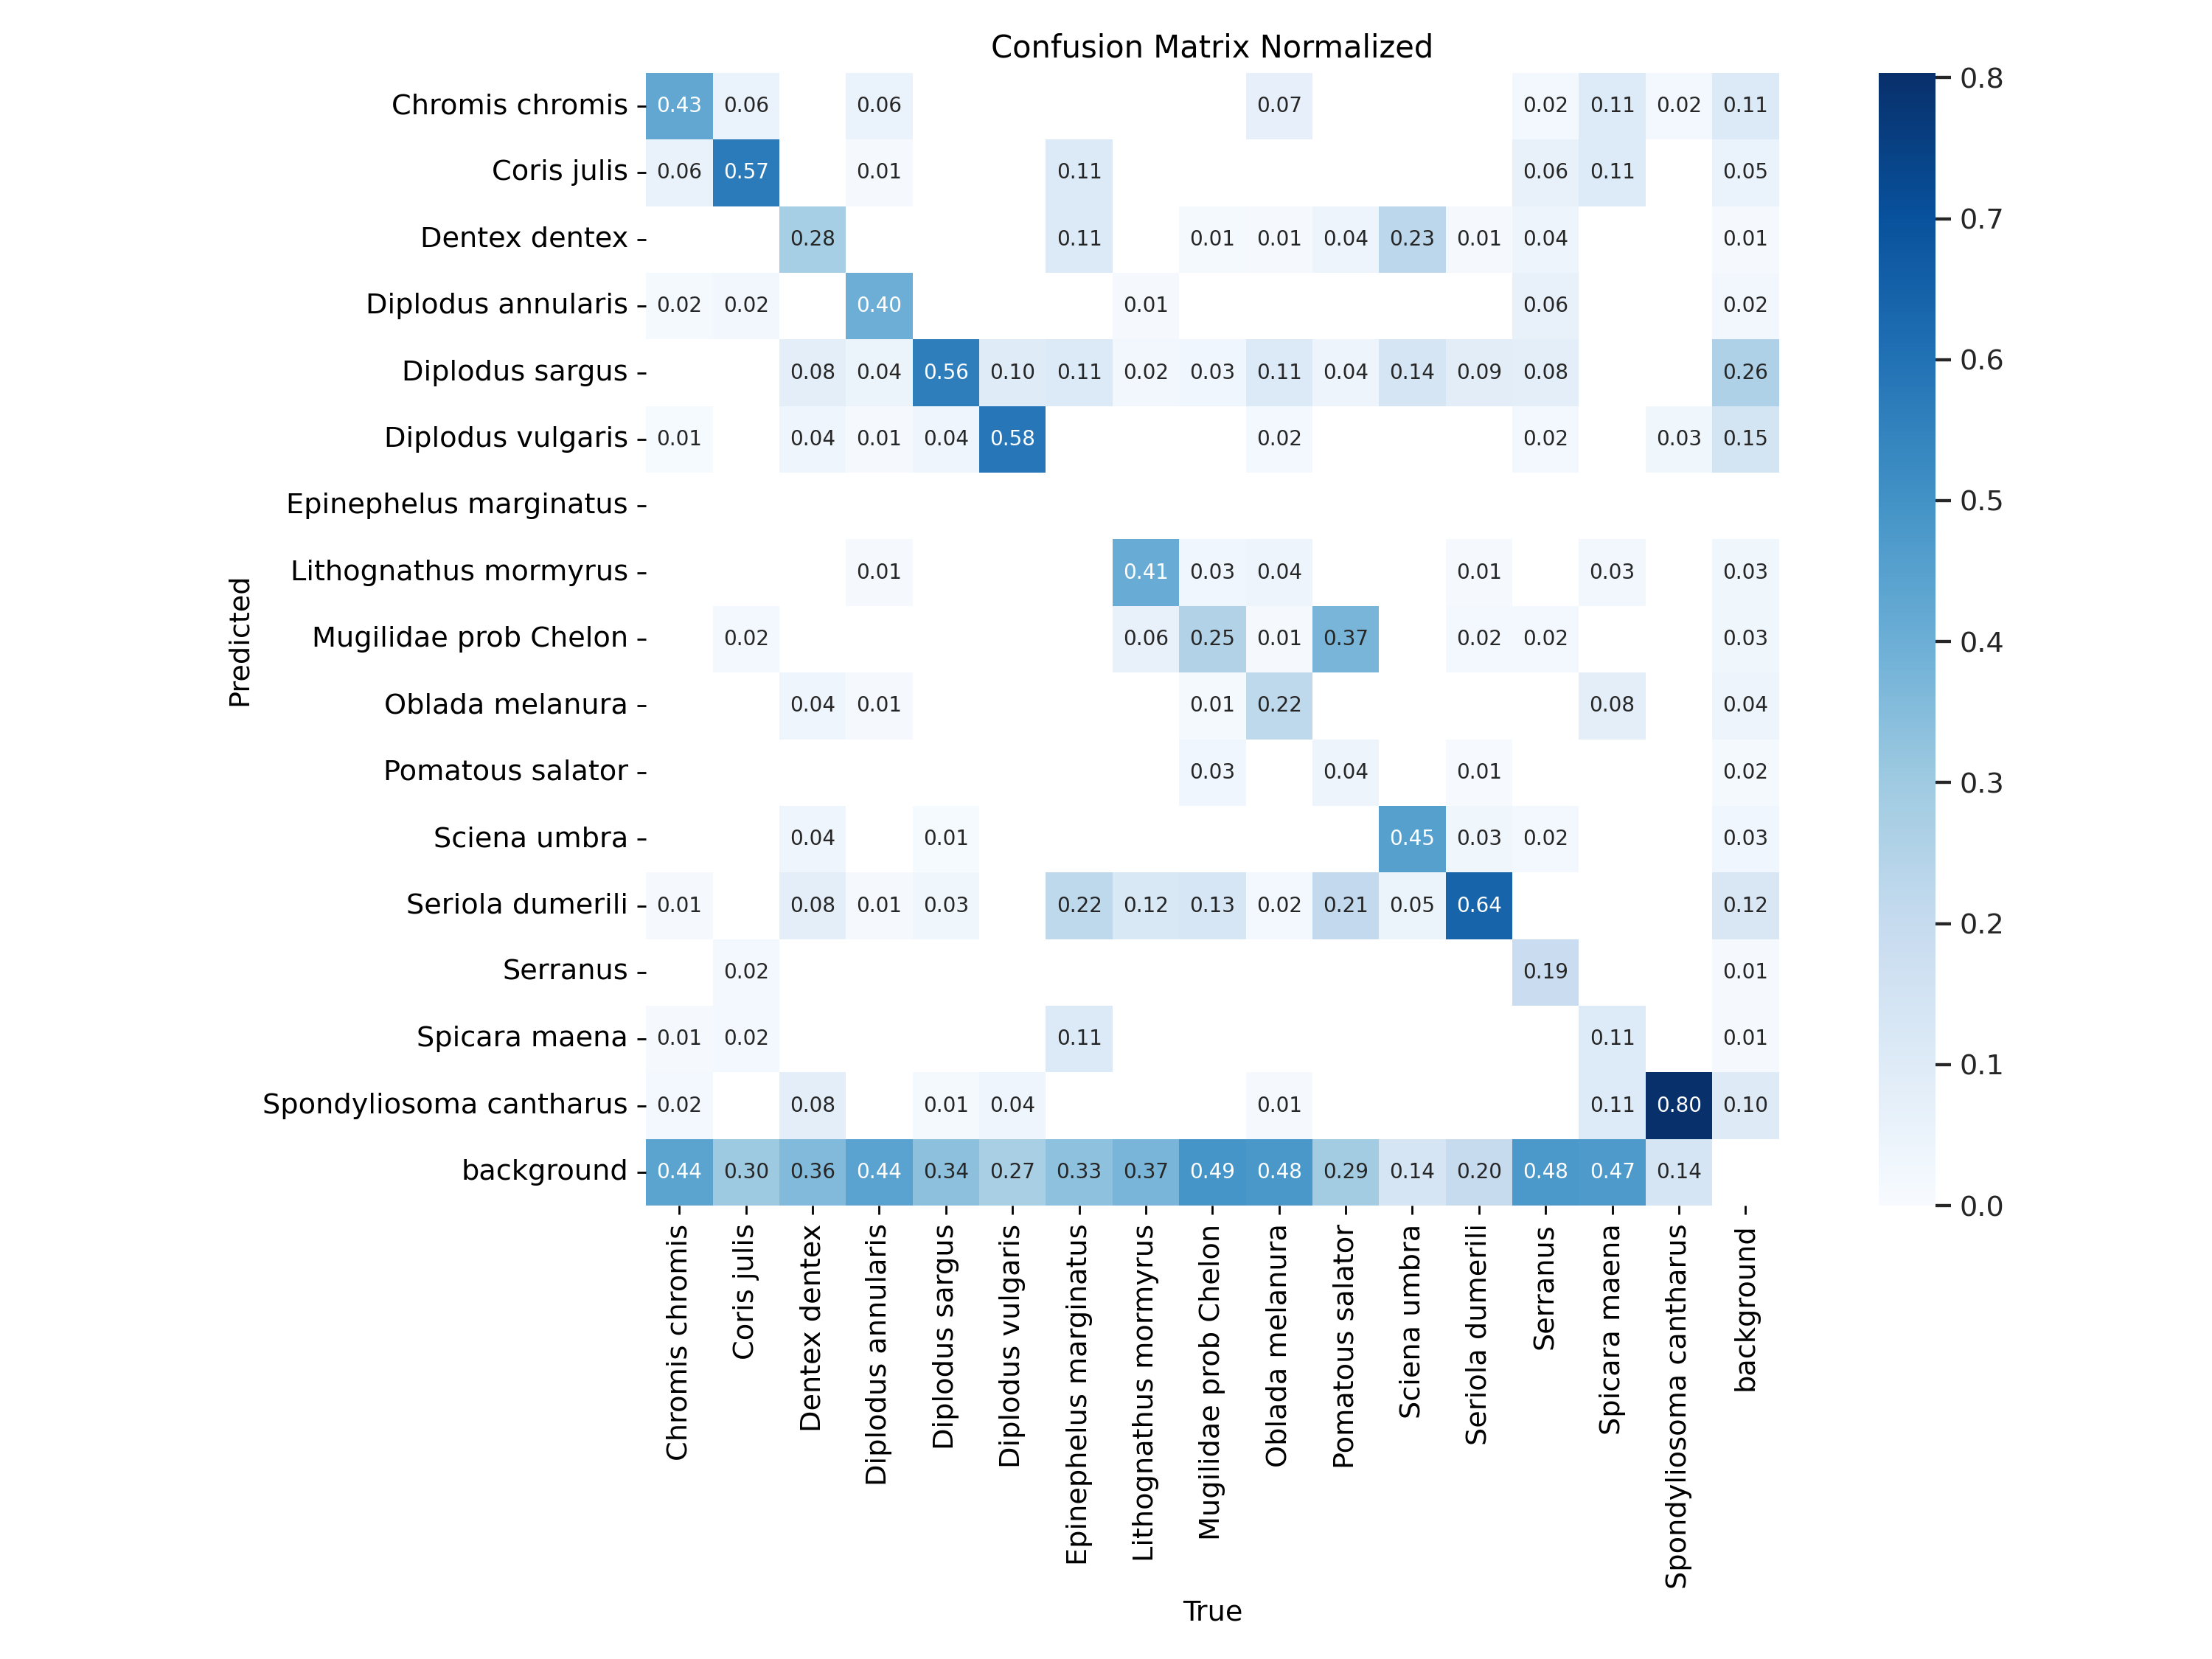 Confusion Matrix Normalized
Chromis chromis 0.43 0.06 0.06 0.07 0.02 0.11 0.02 0.11
Coris julis 0.06 0.57 0.01 0.11 0.06 0.11 0.05
Dentex dentex 0.28 0.11 0.01 0.01 0.04 0.23 0.01 0.04 0.01
Diplodus annularis 0.02 0.02 0.40 0.01 0.06 0.02
Diplodus sargus 0.08 0.04 0.56 0.10 0.11 0.02 0.03 0.11 0.04 0.14 0.09 0.08 0.26
Diplodus vulgaris 0.01 0.04 0.01 0.04 0.58 0.02 0.02 0.03 0.15
Epinephelus marginatus
Lithognathus mormyrus 0.01 0.41 0.03 0.04 0.01 0.03 0.03
Mugilidae prob Chelon 0.02 0.06 0.25 0.01 0.37 0.02 0.02 0.03
Oblada melanura 0.04 0.01 0.01 0.22 0.08 0.04
Pomatous salator 0.03 0.04 0.01 0.02
Sciena umbra 0.04 0.01 0.45 0.03 0.02 0.03
Seriola dumerili 0.01 0.08 0.01 0.03 0.22 0.12 0.13 0.02 0.21 0.05 0.64 0.12
Serranus 0.02 0.19 0.01
Spicara maena 0.01 0.02 0.11 0.11 0.01
Spondyliosoma cantharus 0.02 0.08 0.01 0.04 0.01 0.11 0.80 0.10
background 0.44 0.30 0.36 0.44 0.34 0.27 0.33 0.37 0.49 0.48 0.29 0.14 0.20 0.48 0.47 0.14
Predicted
Chromis chromis
Coris julis
Dentex dentex
Diplodus annularis
Diplodus sargus
Diplodus vulgaris
Epinephelus marginatus
Lithognathus mormyrus
Mugilidae prob Chelon
Oblada melanura
Pomatous salator
Sciena umbra
Seriola dumerili
Serranus
Spicara maena
Spondyliosoma cantharus
background
True
0.8
0.7
0.6
0.5
0.4
0.3
0.2
0.1
0.0